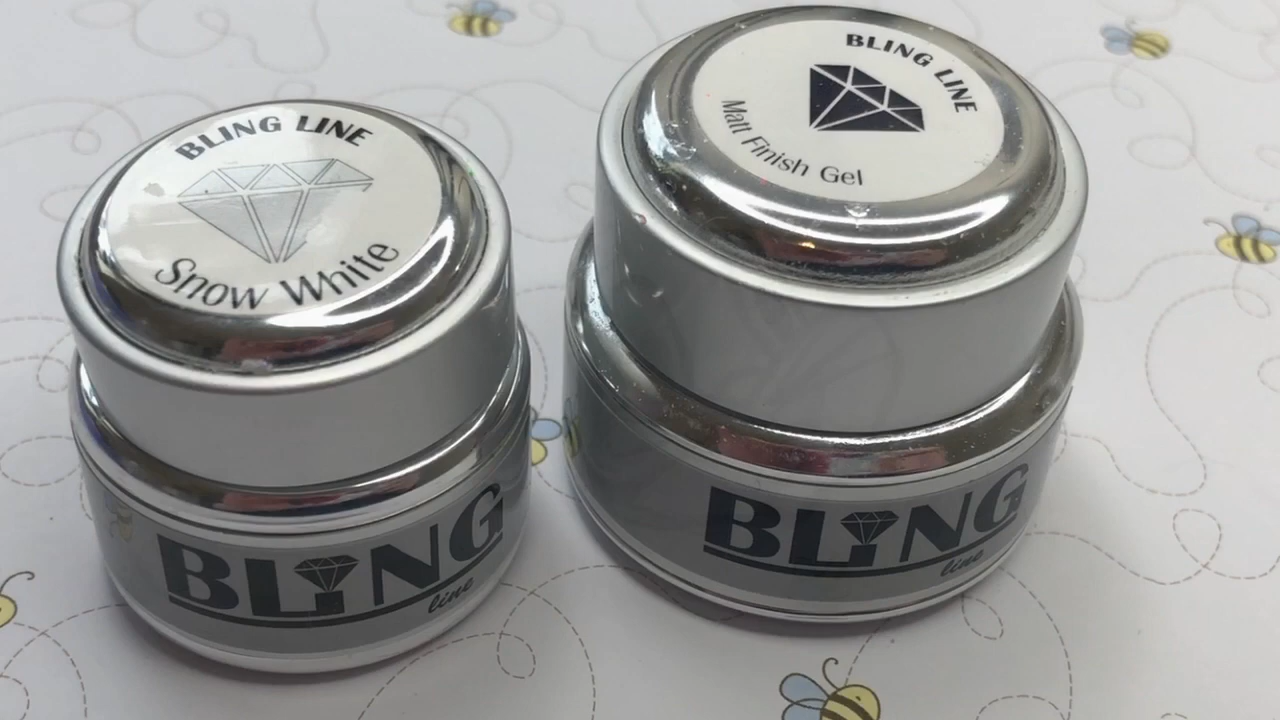 BLING LINE
Snow White
BLING
line
BLING LINE
Matt Finish Gel
BLING
line